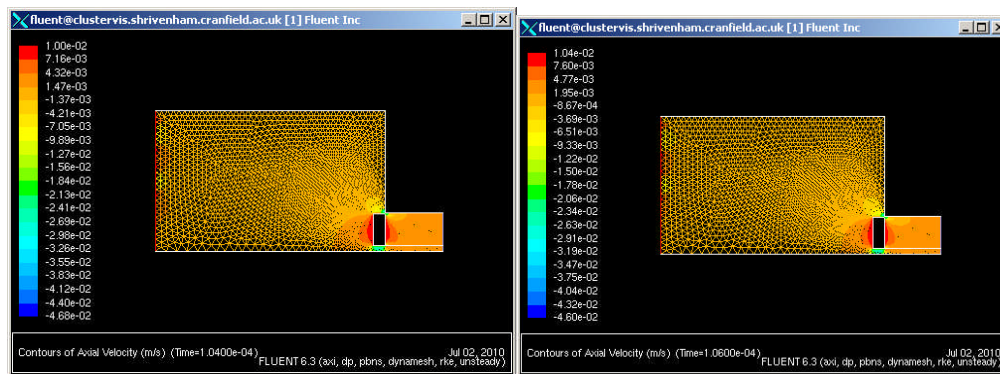 fluent@clustervis.shrivenham.cranfield.ac.uk [1] Fluent Inc
1.00e-02
7.16e-03
4.32e-03
1.47e-03
-1.37e-03
-4.21e-03
-7.05e-03
-9.89e-03
-1.27e-02
-1.56e-02
-1.84e-02
-2.13e-02
-2.41e-02
-2.69e-02
-2.98e-02
-3.26e-02
-3.55e-02
-3.83e-02
-4.12e-02
-4.40e-02
-4.68e-02
Contours of Axial Velocity (m/s) (Time=1.0400e-04)
Jul 02, 2010
FLUENT 6.3 (axi, dp, pbns, dynamesh, rke, unsteady)
fluent@clustervis.shrivenham.cranfield.ac.uk [1] Fluent Inc
1.04e-02
7.60e-03
4.77e-03
1.95e-03
-8.67e-04
-3.69e-03
-6.51e-03
-9.33e-03
-1.22e-02
-1.50e-02
-1.78e-02
-2.06e-02
-2.34e-02
-2.63e-02
-2.91e-02
-3.19e-02
-3.47e-02
-3.75e-02
-4.04e-02
-4.32e-02
-4.60e-02
Contours of Axial Velocity (m/s) (Time=1.0600e-04)
Jul 02, 2010
FLUENT 6.3 (axi, dp, pbns, dynamesh, rke, unsteady)